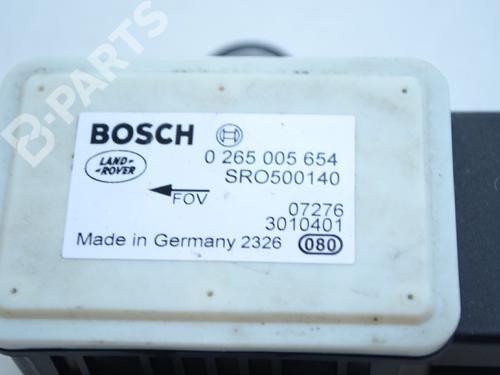 B-PARTS
BOSCH
0 265 005 654
LAND-
ROVER
SRO500140
FOV
07276
3010401
Made in Germany 2326
080